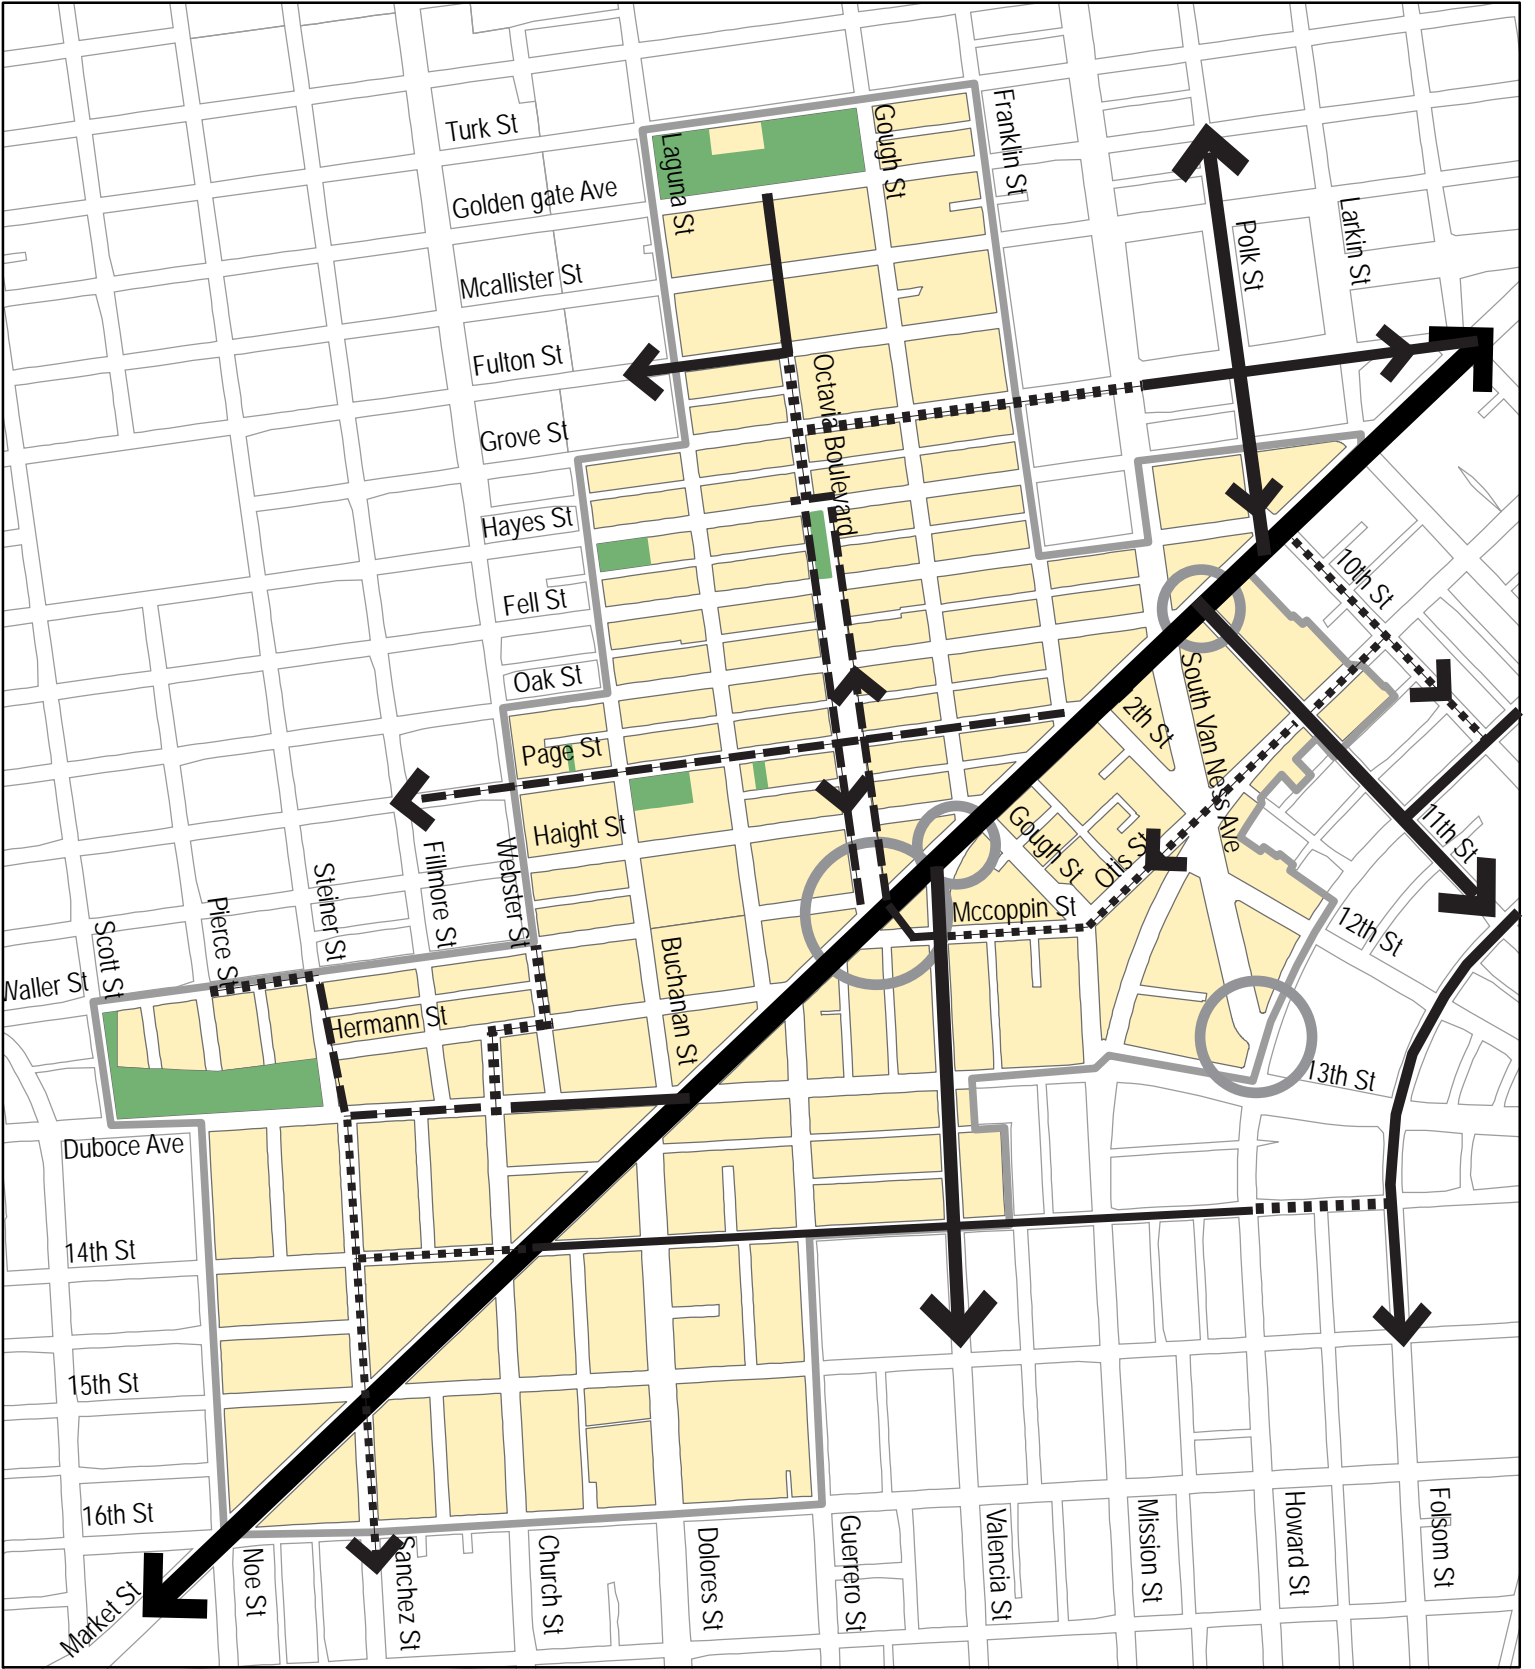 Turk St
Golden gate Ave
Mcallister St
Fulton St
Grove St
Hayes St
Fell St
Oak St
Page St
Haight St
Laguna St
Gough St
Franklin St
Polk St
Larkin St
Octavia Boulevard
10th St
South Van Ness Ave
2th St
11th St
Gough St
Otis St
Mccoppin St
12th St
13th St
Webster St
Fillmore St
Steiner St
Pierce St
Scott St
Waller St
Hermann St
Buchanan St
Duboce Ave
14th St
15th St
16th St
Market St
Noe St
Sanchez St
Church St
Dolores St
Guerrero St
Valencia St
Mission St
Howard St
Folsom St